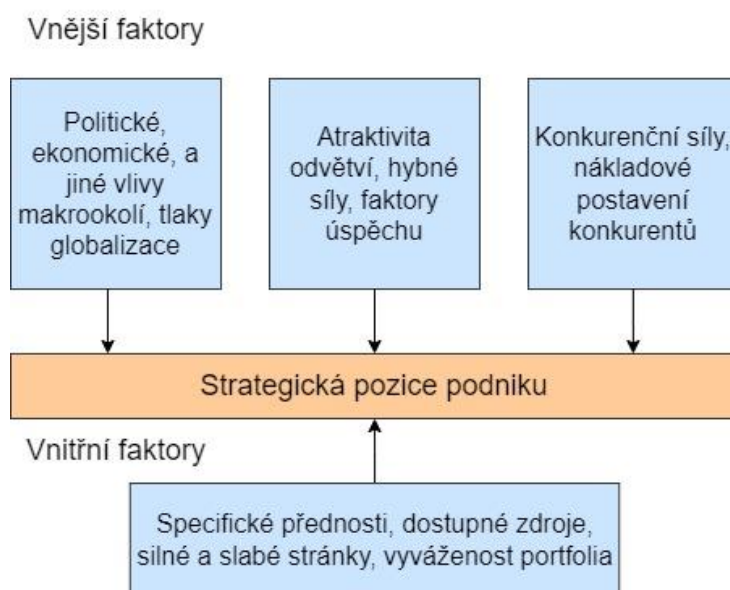 Vnější faktory
Politické,
ekonomické, a
jiné vlivy
makrookolí, tlaky
globalizace
Atraktivita
odvětví, hybné
síly, faktory
úspěchu
Konkurenční síly,
nákladové
postavení
konkurentů
Strategická pozice podniku
Vnitřní faktory
Specifické přednosti, dostupné zdroje,
silné a slabé stránky, vyváženost portfolia